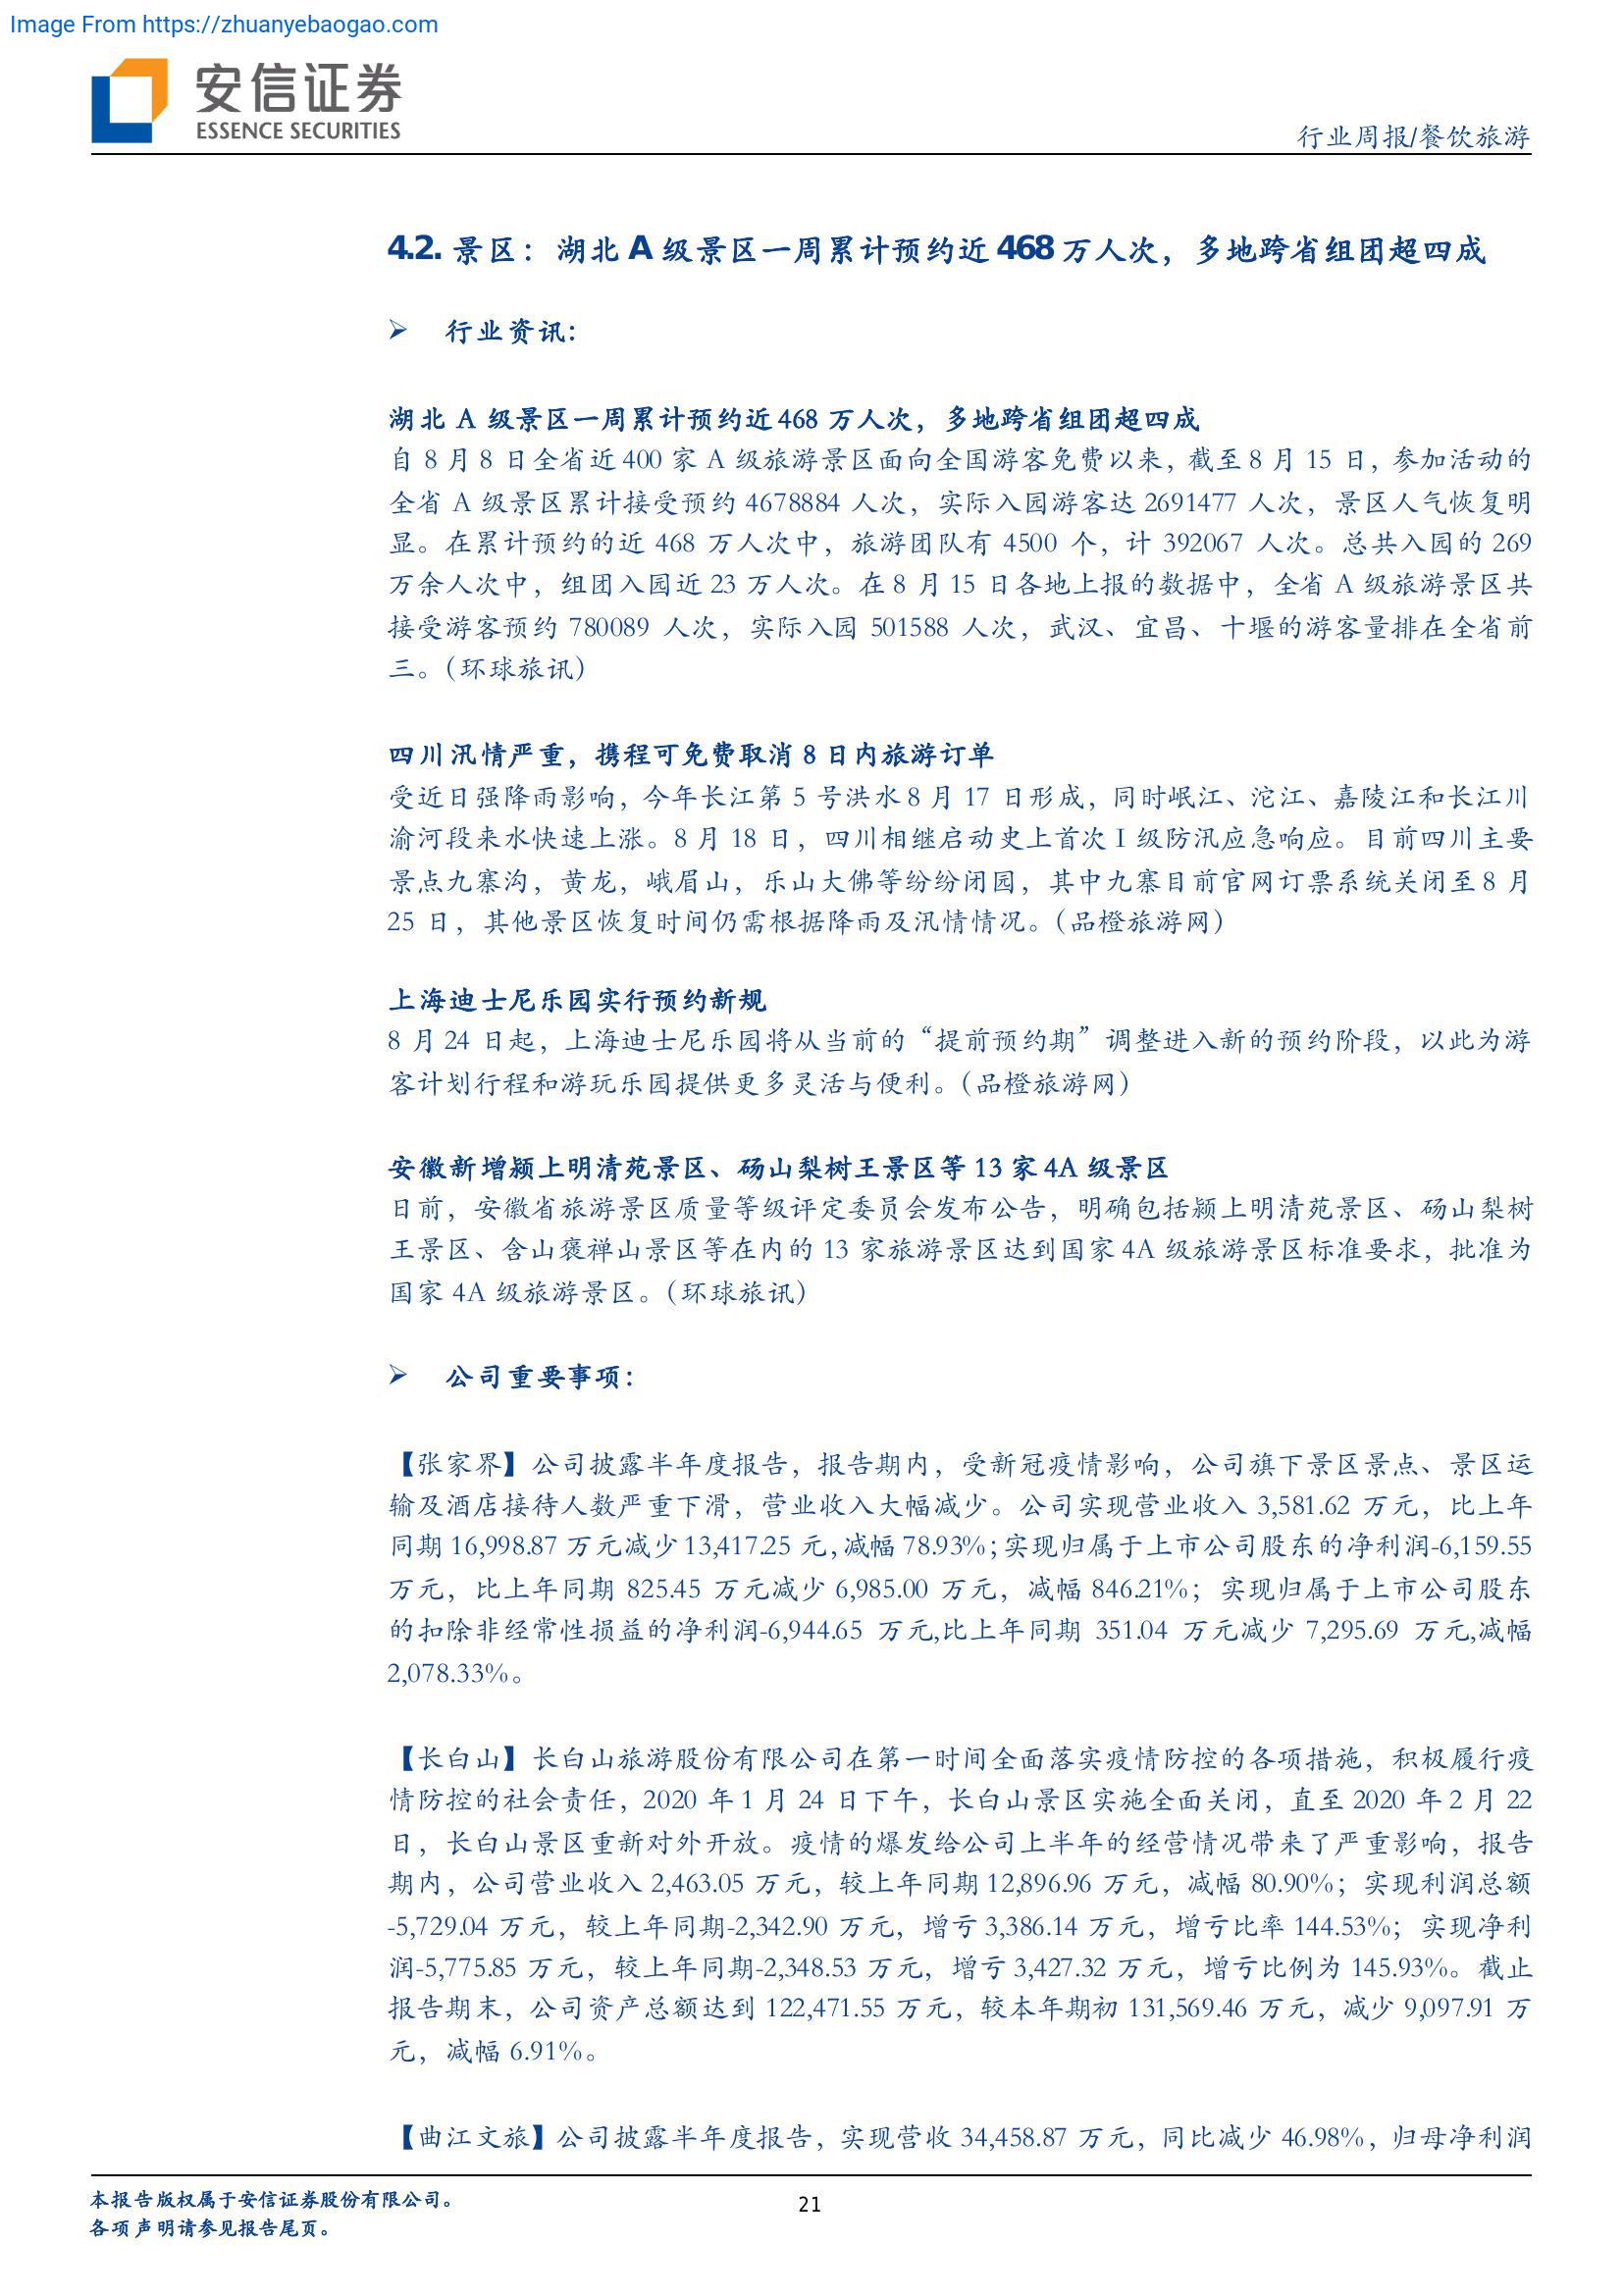 Image From https://zhuanyebaogao.com
安信证券
ESSENCE SECURITIES
行业周报/餐饮旅游
4.2. 景区：湖北 A 级景区一周累计预约近 468 万人次，多地跨省组团超四成
➢ 行业资讯：
湖北 A 级景区一周累计预约近 468 万人次，多地跨省组团超四成
自 8 月 8 日全省近 400 家 A 级旅游景区面向全国游客免费以来，截至 8 月 15 日，参加活动的
全省 A 级景区累计接受预约 4678884 人次，实际入园游客达 2691477 人次，景区人气恢复明
显。在累计预约的近 468 万人次中，旅游团队有 4500 个，计 392067 人次。总共入园的 269
万余人次中，组团入园近 23 万人次。在 8 月 15 日各地上报的数据中，全省 A 级旅游景区共
接受游客预约 780089 人次，实际入园 501588 人次，武汉、宜昌、十堰的游客量排在全省前
三。（环球旅讯）
四川汛情严重，携程可免费取消 8 日内旅游订单
受近日强降雨影响，今年长江第 5 号洪水 8 月 17 日形成，同时岷江、沱江、嘉陵江和长江川
渝河段来水快速上涨。8 月 18 日，四川相继启动史上首次 I 级防汛应急响应。目前四川主要
景点九寨沟，黄龙，峨眉山，乐山大佛等纷纷闭园，其中九寨目前官网订票系统关闭至 8 月
25 日，其他景区恢复时间仍需根据降雨及汛情情况。（品橙旅游网）
上海迪士尼乐园实行预约新规
8 月 24 日起，上海迪士尼乐园将从当前的“提前预约期”调整进入新的预约阶段，以此为游
客计划行程和游玩乐园提供更多灵活与便利。（品橙旅游网）
安徽新增颍上明清苑景区、砀山梨树王景区等 13 家 4A 级景区
日前，安徽省旅游景区质量等级评定委员会发布公告，明确包括颍上明清苑景区、砀山梨树
王景区、含山褒禅山景区等在内的 13 家旅游景区达到国家 4A 级旅游景区标准要求，批准为
国家 4A 级旅游景区。（环球旅讯）
➢ 公司重要事项：
【张家界】公司披露半年度报告，报告期内，受新冠疫情影响，公司旗下景区景点、景区运
输及酒店接待人数严重下滑，营业收入大幅减少。公司实现营业收入 3,581.62 万元，比上年
同期 16,998.87 万元减少 13,417.25 元，减幅 78.93%；实现归属于上市公司股东的净利润-6,159.55
万元，比上年同期 825.45 万元减少 6,985.00 万元，减幅 846.21%；实现归属于上市公司股东
的扣除非经常性损益的净利润-6,944.65 万元,比上年同期 351.04 万元减少 7,295.69 万元,减幅
2,078.33%。
【长白山】长白山旅游股份有限公司在第一时间全面落实疫情防控的各项措施，积极履行疫
情防控的社会责任，2020 年 1 月 24 日下午，长白山景区实施全面关闭，直至 2020 年 2 月 22
日，长白山景区重新对外开放。疫情的爆发给公司上半年的经营情况带来了严重影响，报告
期内，公司营业收入 2,463.05 万元，较上年同期 12,896.96 万元，减幅 80.90%；实现利润总额
-5,729.04 万元，较上年同期-2,342.90 万元，增亏 3,386.14 万元，增亏比率 144.53%；实现净利
润-5,775.85 万元，较上年同期-2,348.53 万元，增亏 3,427.32 万元，增亏比例为 145.93%。截止
报告期末，公司资产总额达到 122,471.55 万元，较本年期初 131,569.46 万元，减少 9,097.91 万
元，减幅 6.91%。
【曲江文旅】公司披露半年度报告，实现营收 34,458.87 万元，同比减少 46.98%，归母净利润
本报告版权属于安信证券股份有限公司。
21
各项声明请参见报告尾页。